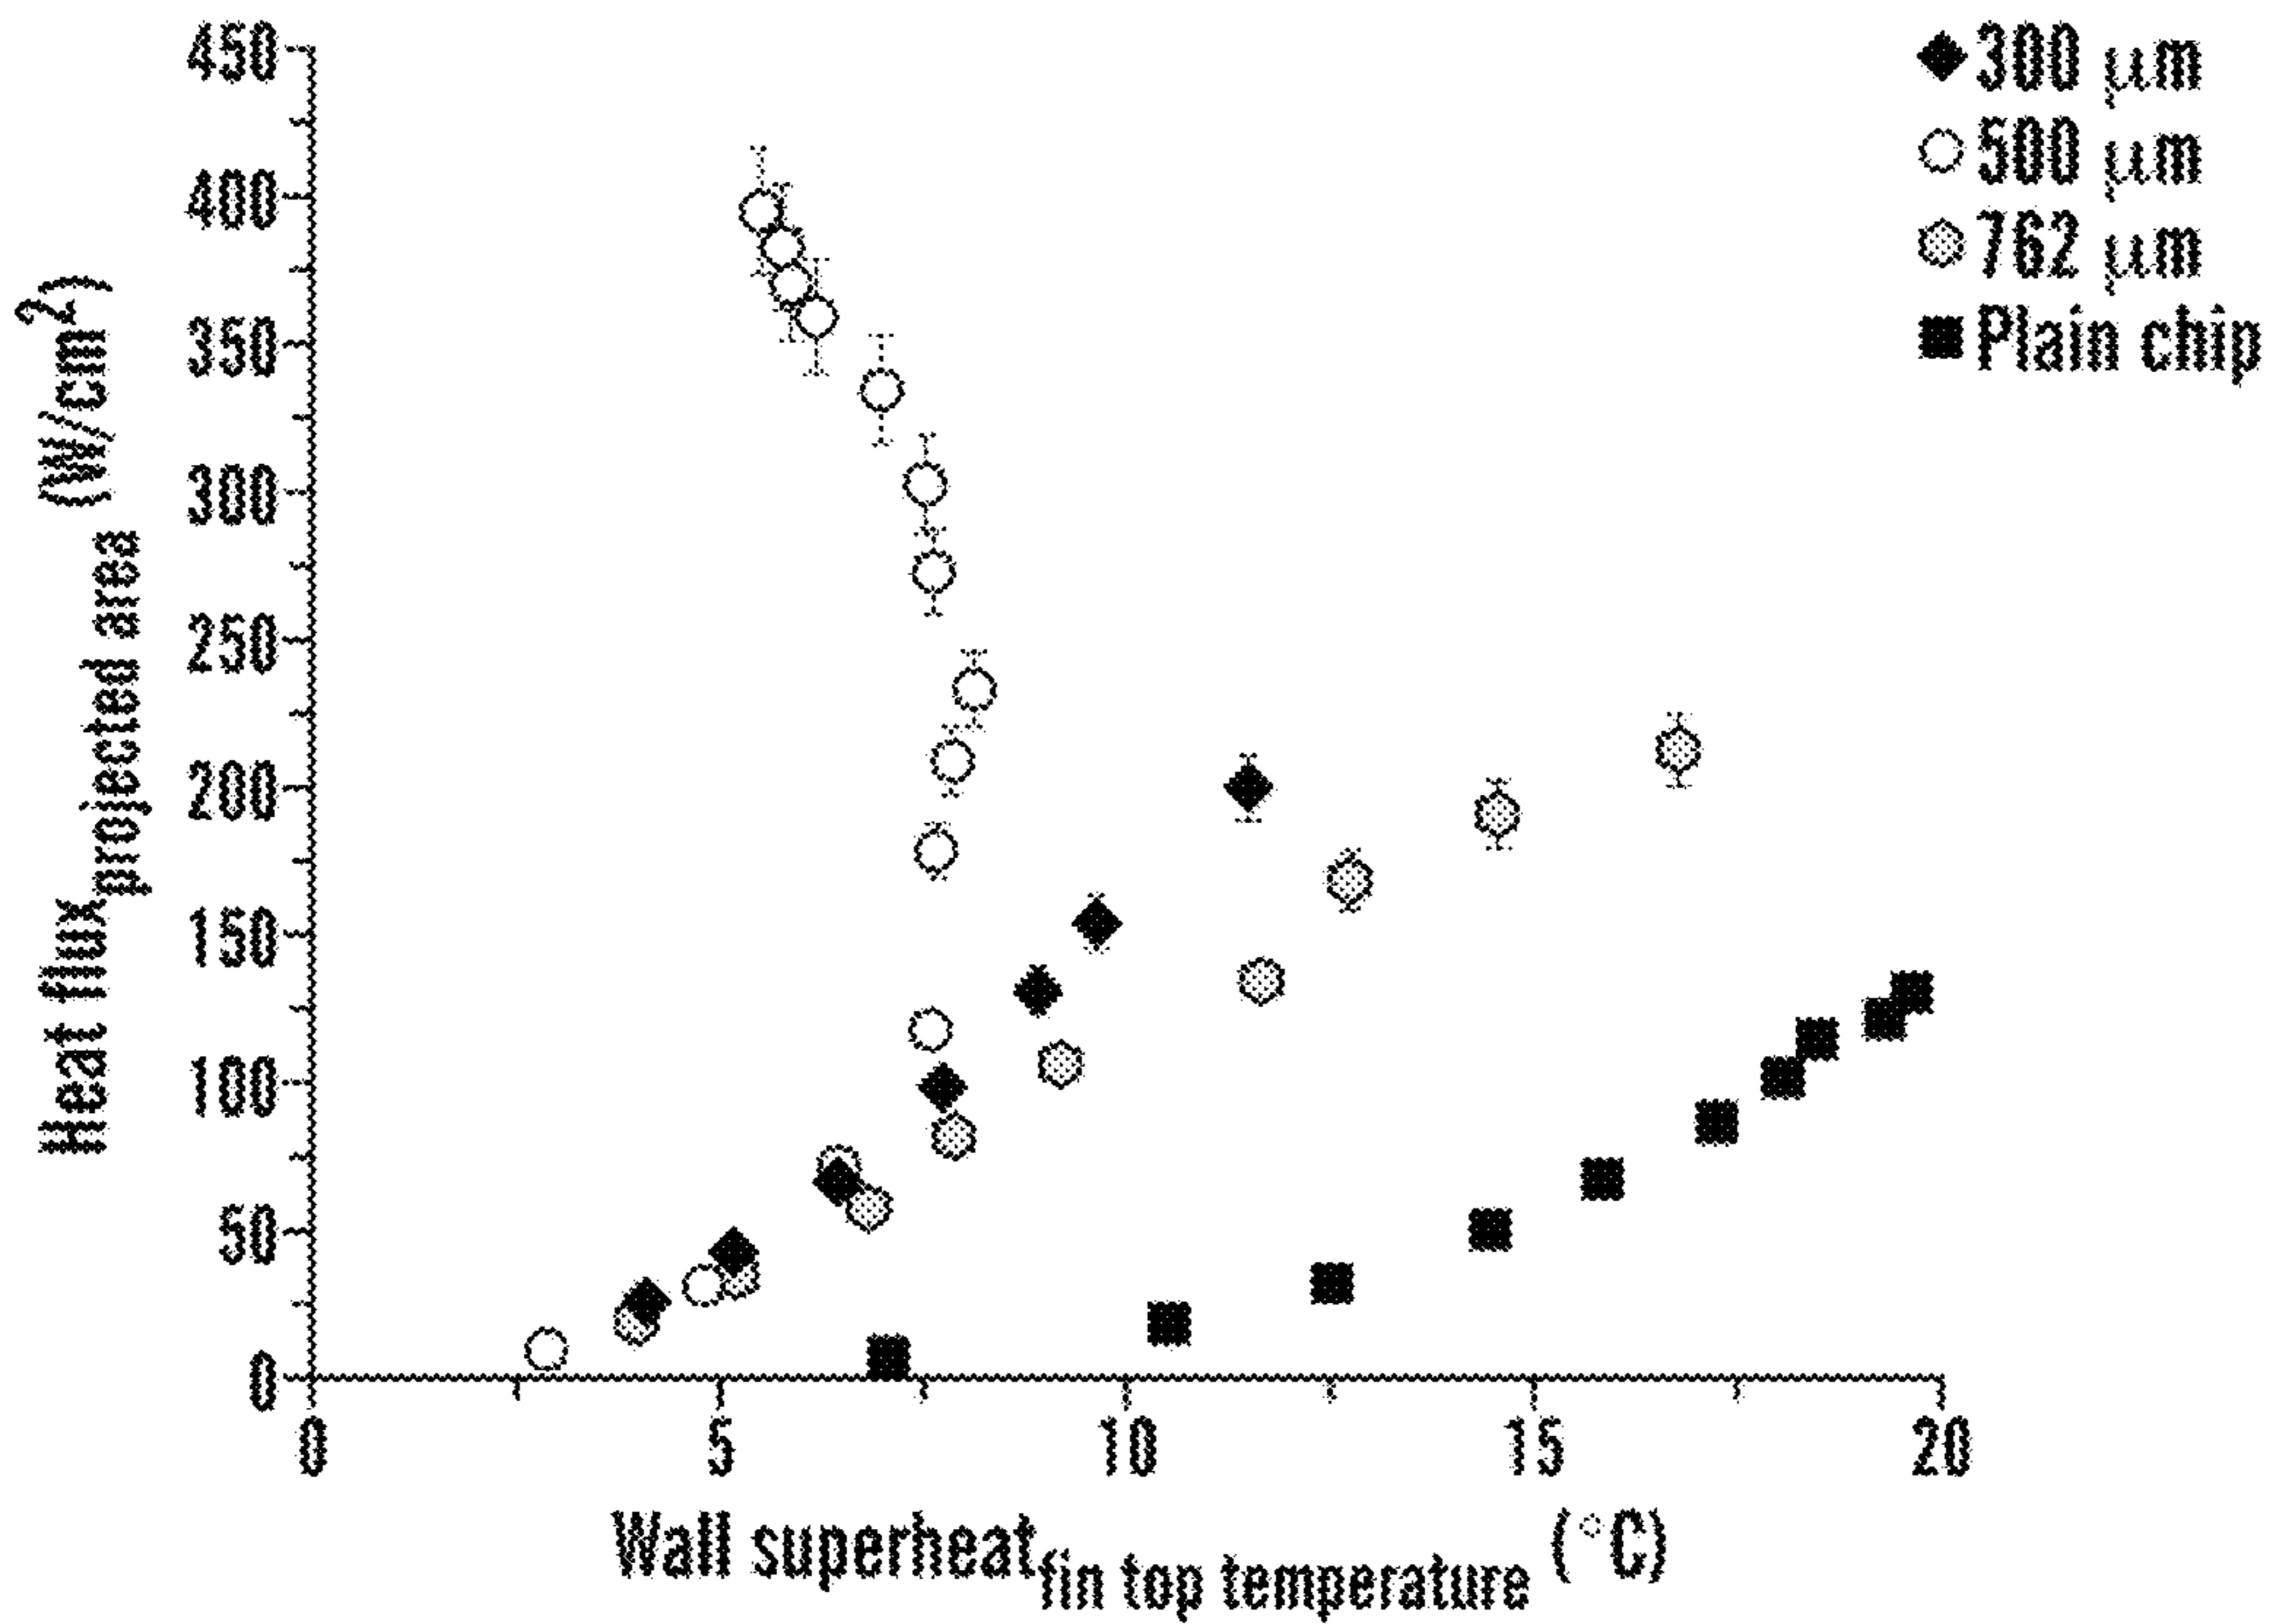 450
400
350
300
250
200
150
100
50
0
0 5 10 15 20
Heat flux projected area (W/cm²)
Wall superheat fin top temperature (°C)
300 μm
500 μm
762 μm
Plain chip